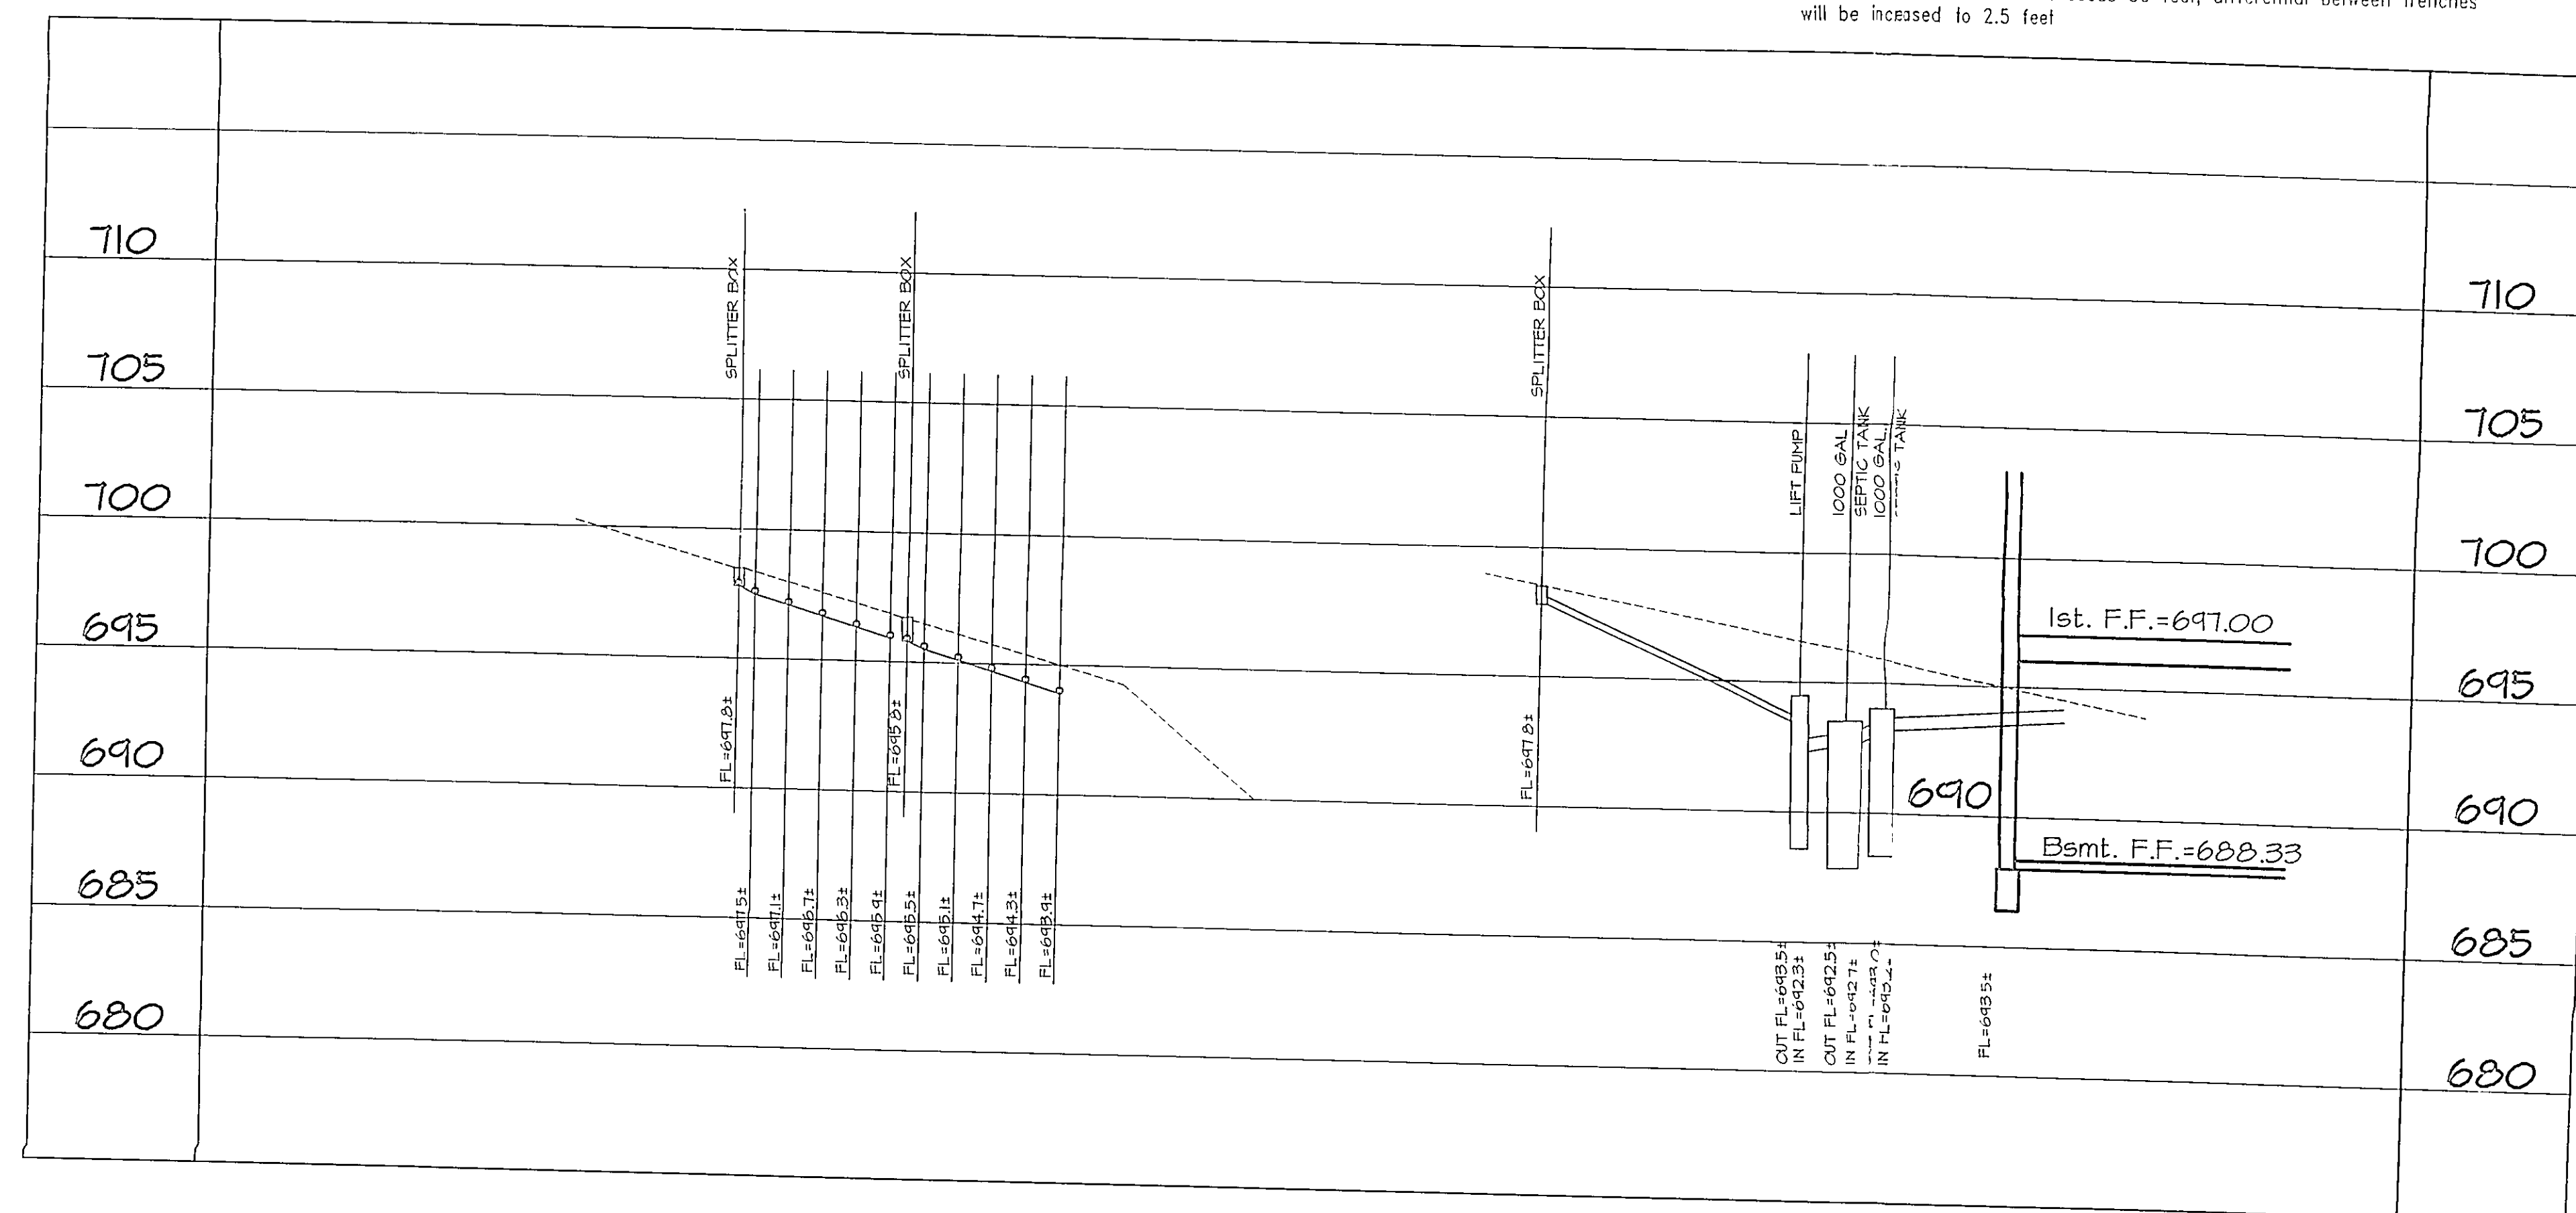 differential between trenches
will be inceased to 2.5 feet
710
705
700
695
690
685
680
SPLITTER BOX
SPLITTER BOX
FL=697.8±
FL=695.8±
FL=697.5±
FL=697.1±
FL=696.7±
FL=696.3±
FL=695.9±
FL=695.5±
FL=695.1±
FL=694.7±
FL=694.3±
FL=693.9±
SPLITTER BOX
FL=697.8±
LIFT PUMP
1000 GAL
SEPTIC TANK
1000 GAL.
TANK
1st. F.F.=697.00
690
Bsmt. F.F.=688.33
OUT FL=693.5±
IN FL=692.3±
OUT FL=692.5±
IN FL=692.7±
FL=693.5±
710
705
700
695
690
685
680